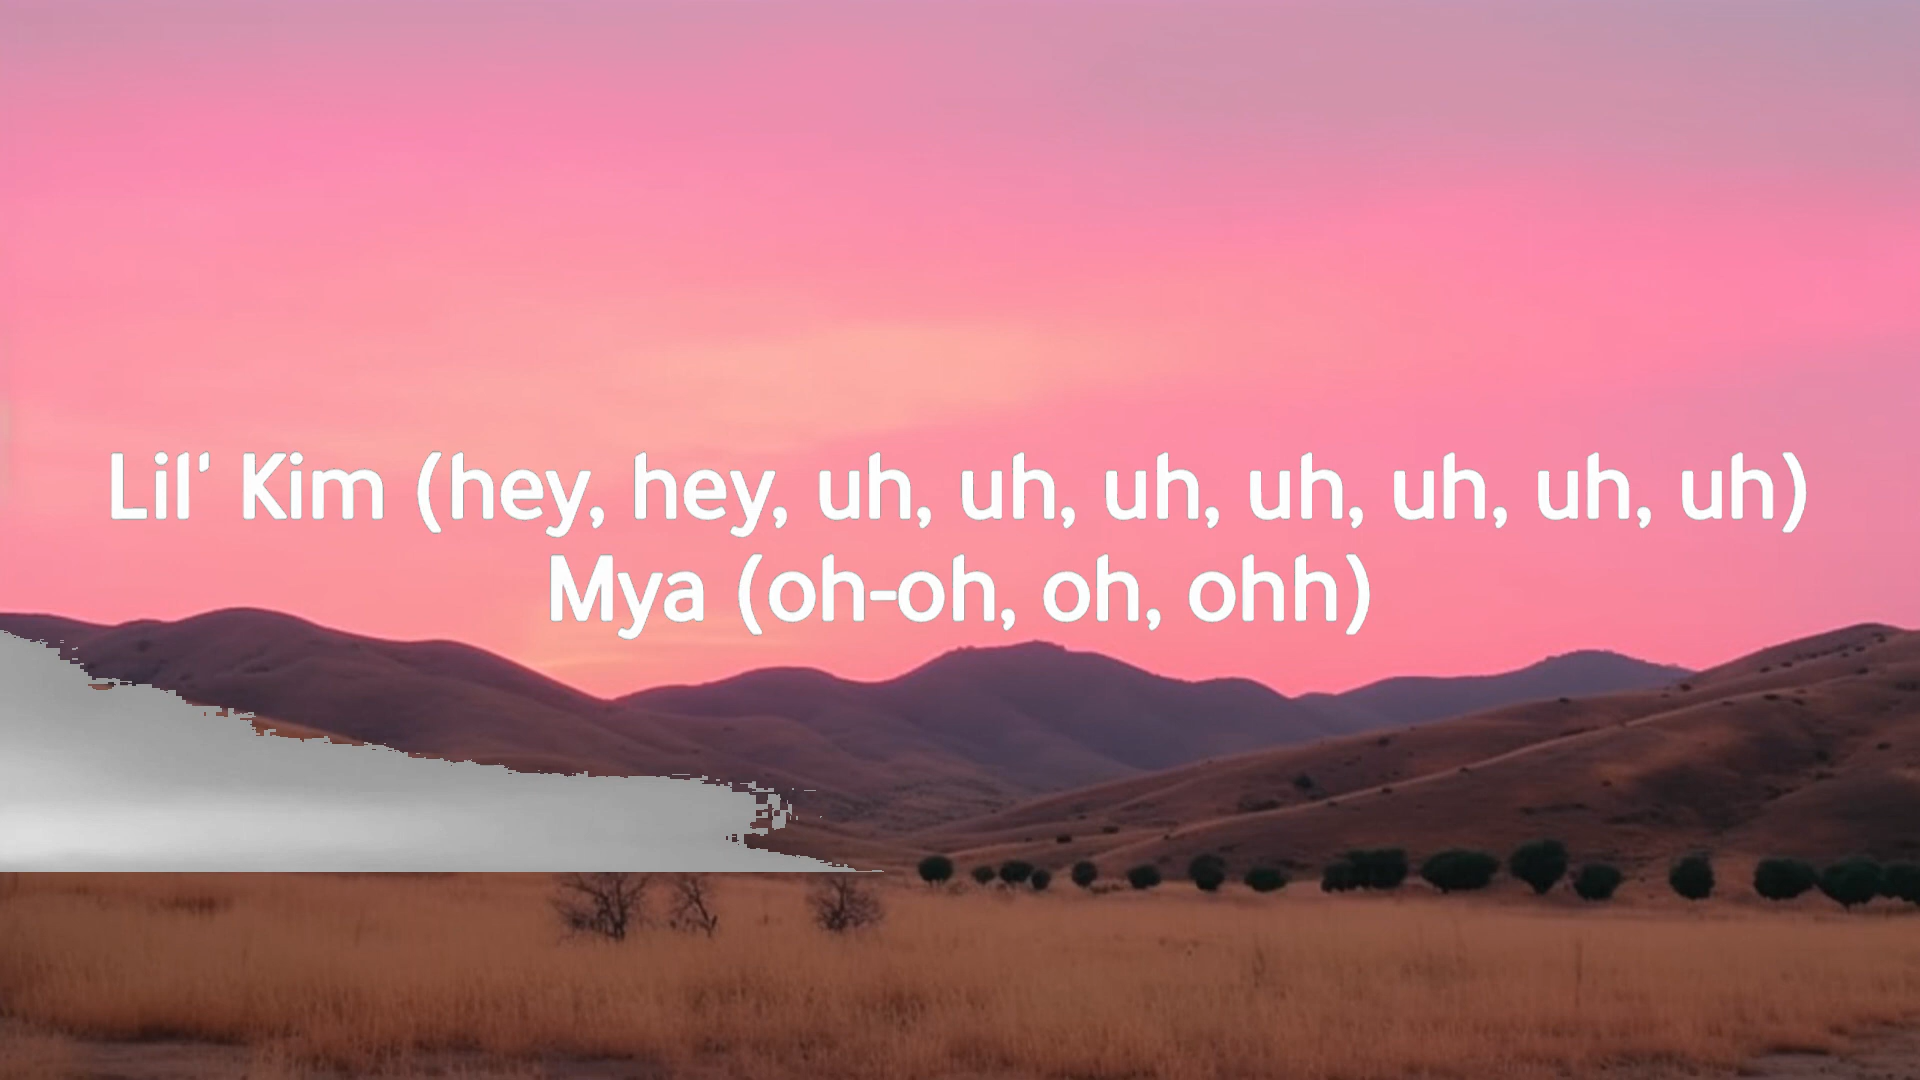 Lil' Kim (hey, hey, uh, uh, uh, uh, uh, uh, uh)
Mya (oh-oh, oh, ohh)